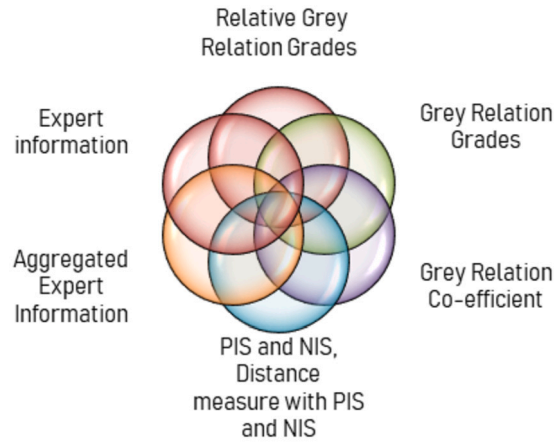 Relative Grey
Relation Grades
Expert
information
Grey Relation
Grades
Aggregated
Expert
Information
Grey Relation
Co-efficient
PIS and NIS,
Distance
measure with PIS
and NIS